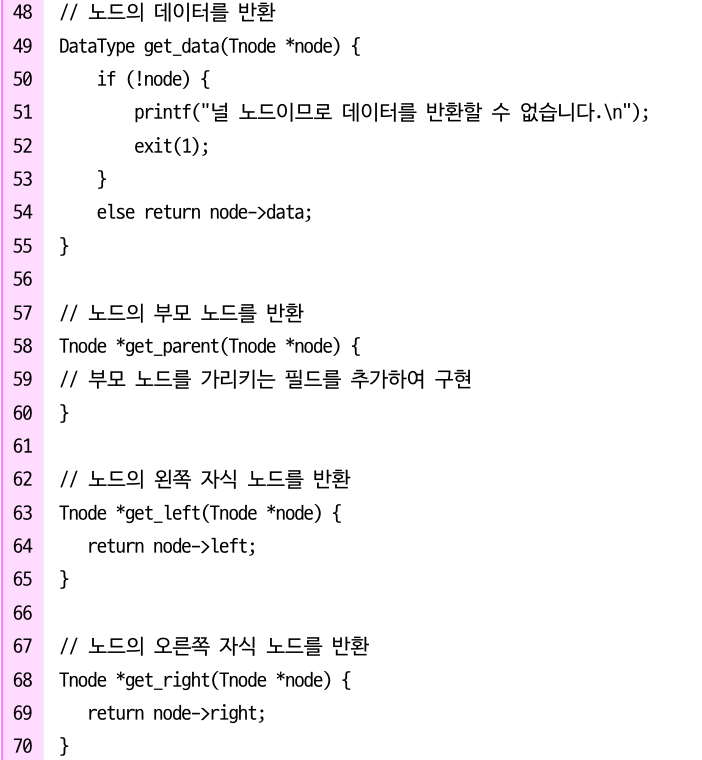 48 // 노드의 데이터를 반환
49 DataType get_data(Tnode *node) {
50     if (!node) {
51         printf("널 노드이므로 데이터를 반환할 수 없습니다.\n");
52         exit(1);
53     }
54     else return node->data;
55 }
56
57 // 노드의 부모 노드를 반환
58 Tnode *get_parent(Tnode *node) {
59 // 부모 노드를 가리키는 필드를 추가하여 구현
60 }
61
62 // 노드의 왼쪽 자식 노드를 반환
63 Tnode *get_left(Tnode *node) {
64    return node->left;
65 }
66
67 // 노드의 오른쪽 자식 노드를 반환
68 Tnode *get_right(Tnode *node) {
69    return node->right;
70 }